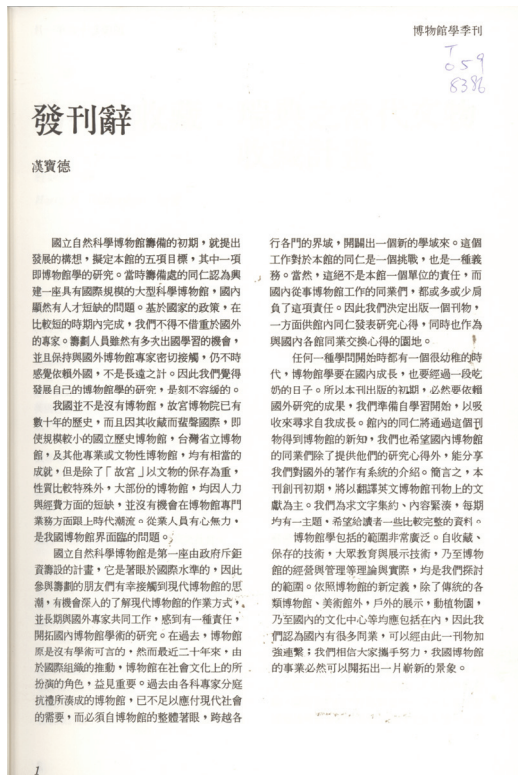 博物館學季刊
T
059
8386
發刊辭
漢寶德
國立自然科學博物館籌備的初期，就提出
發展的構想，擬定本館的五項目標，其中一項
即博物館學的研究。當時籌備處的同仁認為興
建一座具有國際規模的大型科學博物館，國內
顯然有人才短缺的問題。基於國家的政策，在
比較短的時期內完成，我們不得不借重於國外
的專家。籌劃人員雖然有多次出國學習的機會，
並且保持與國外博物館專家密切接觸，仍不時
感覺依賴外國，不是長遠之計。因此我們覺得
發展自己的博物館學的研究，是刻不容緩的。
我國並不是沒有博物館，故宮博物院已有
數十年的歷史，而且因其收藏而蜚聲國際，即
使規模較小的國立歷史博物館，台灣省立博物
館，及其他專業或文物性博物館，均有相當的
成就，但是除了「故宮」以文物的保存為重，
性質比較特殊外，大部份的博物館，均因人力
與經費方面的短缺，並沒有機會在博物館專門
業務方面跟上時代潮流。從業人員有心無力，
是我國博物館界面臨的問題。
國立自然科學博物館是第一座由政府斥鉅
資籌設的計畫，它是著眼於國際水準的，因此
參與籌劃的朋友們有幸接觸到現代博物館的思
潮，有機會深入的了解現代博物館的作業方式，
並長期與國外專家共同工作，感到有一種責任，
開拓國內博物館學術的研究。在過去，博物館
原是沒有學術可言的，然而最近二十年來，由
於國際組織的推動，博物館在社會文化上的所
扮演的角色，益見重要。過去由各科專家分庭
抗禮所湊成的博物館，已不足以應付現代社會
的需要，而必須自博物館的整體著眼，跨越各
行各門的界域，開闢出一個新的學域來。這個
工作對於本館的同仁是一個挑戰，也是一種義
務。當然，這絕不是本館一個單位的責任，而
國內從事博物館工作的同業們，都或多或少肩
負了這項責任。因此我們決定出版一個刊物，
一方面供館內同仁發表研究心得，同時也作為
與國內各館同業交換心得的園地。
任何一種學問開始時都有一個很幼稚的時
代，博物館學要在國內成長，也要經過一段吃
奶的日子。所以本刊出版的初期，必然要依賴
國外研究的成果，我們準備自學習開始，以吸
收來尋求自我成長。館內的同仁將通過這個刊
物得到博物館的新知，我們也希望國內博物館
的同業們除了提供他們的研究心得外，能分享
我們對國外的著作有系統的介紹。簡言之，本
刊創刊初期，將以翻譯英文博物館刊物上的文
獻為主。我們為求文字集約、內容緊湊，每期
均有一主題，希望給讀者一些比較完整的資料。
博物館學包括的範圍非常廣泛。自收藏、
保存的技術，大眾教育與展示技術，乃至博物
館的經營與管理等理論與實際，均是我們探討
的範圍。依照博物館的新定義，除了傳統的各
類博物館、美術館外，戶外的展示，動植物園，
乃至國內的文化中心等均應包括在內，因此我
們認為國內有很多同業，可以經由此一刊物加
強連繫；我們相信大家攜手努力，我國博物館
的事業必然可以開拓出一片嶄新的景象。
1